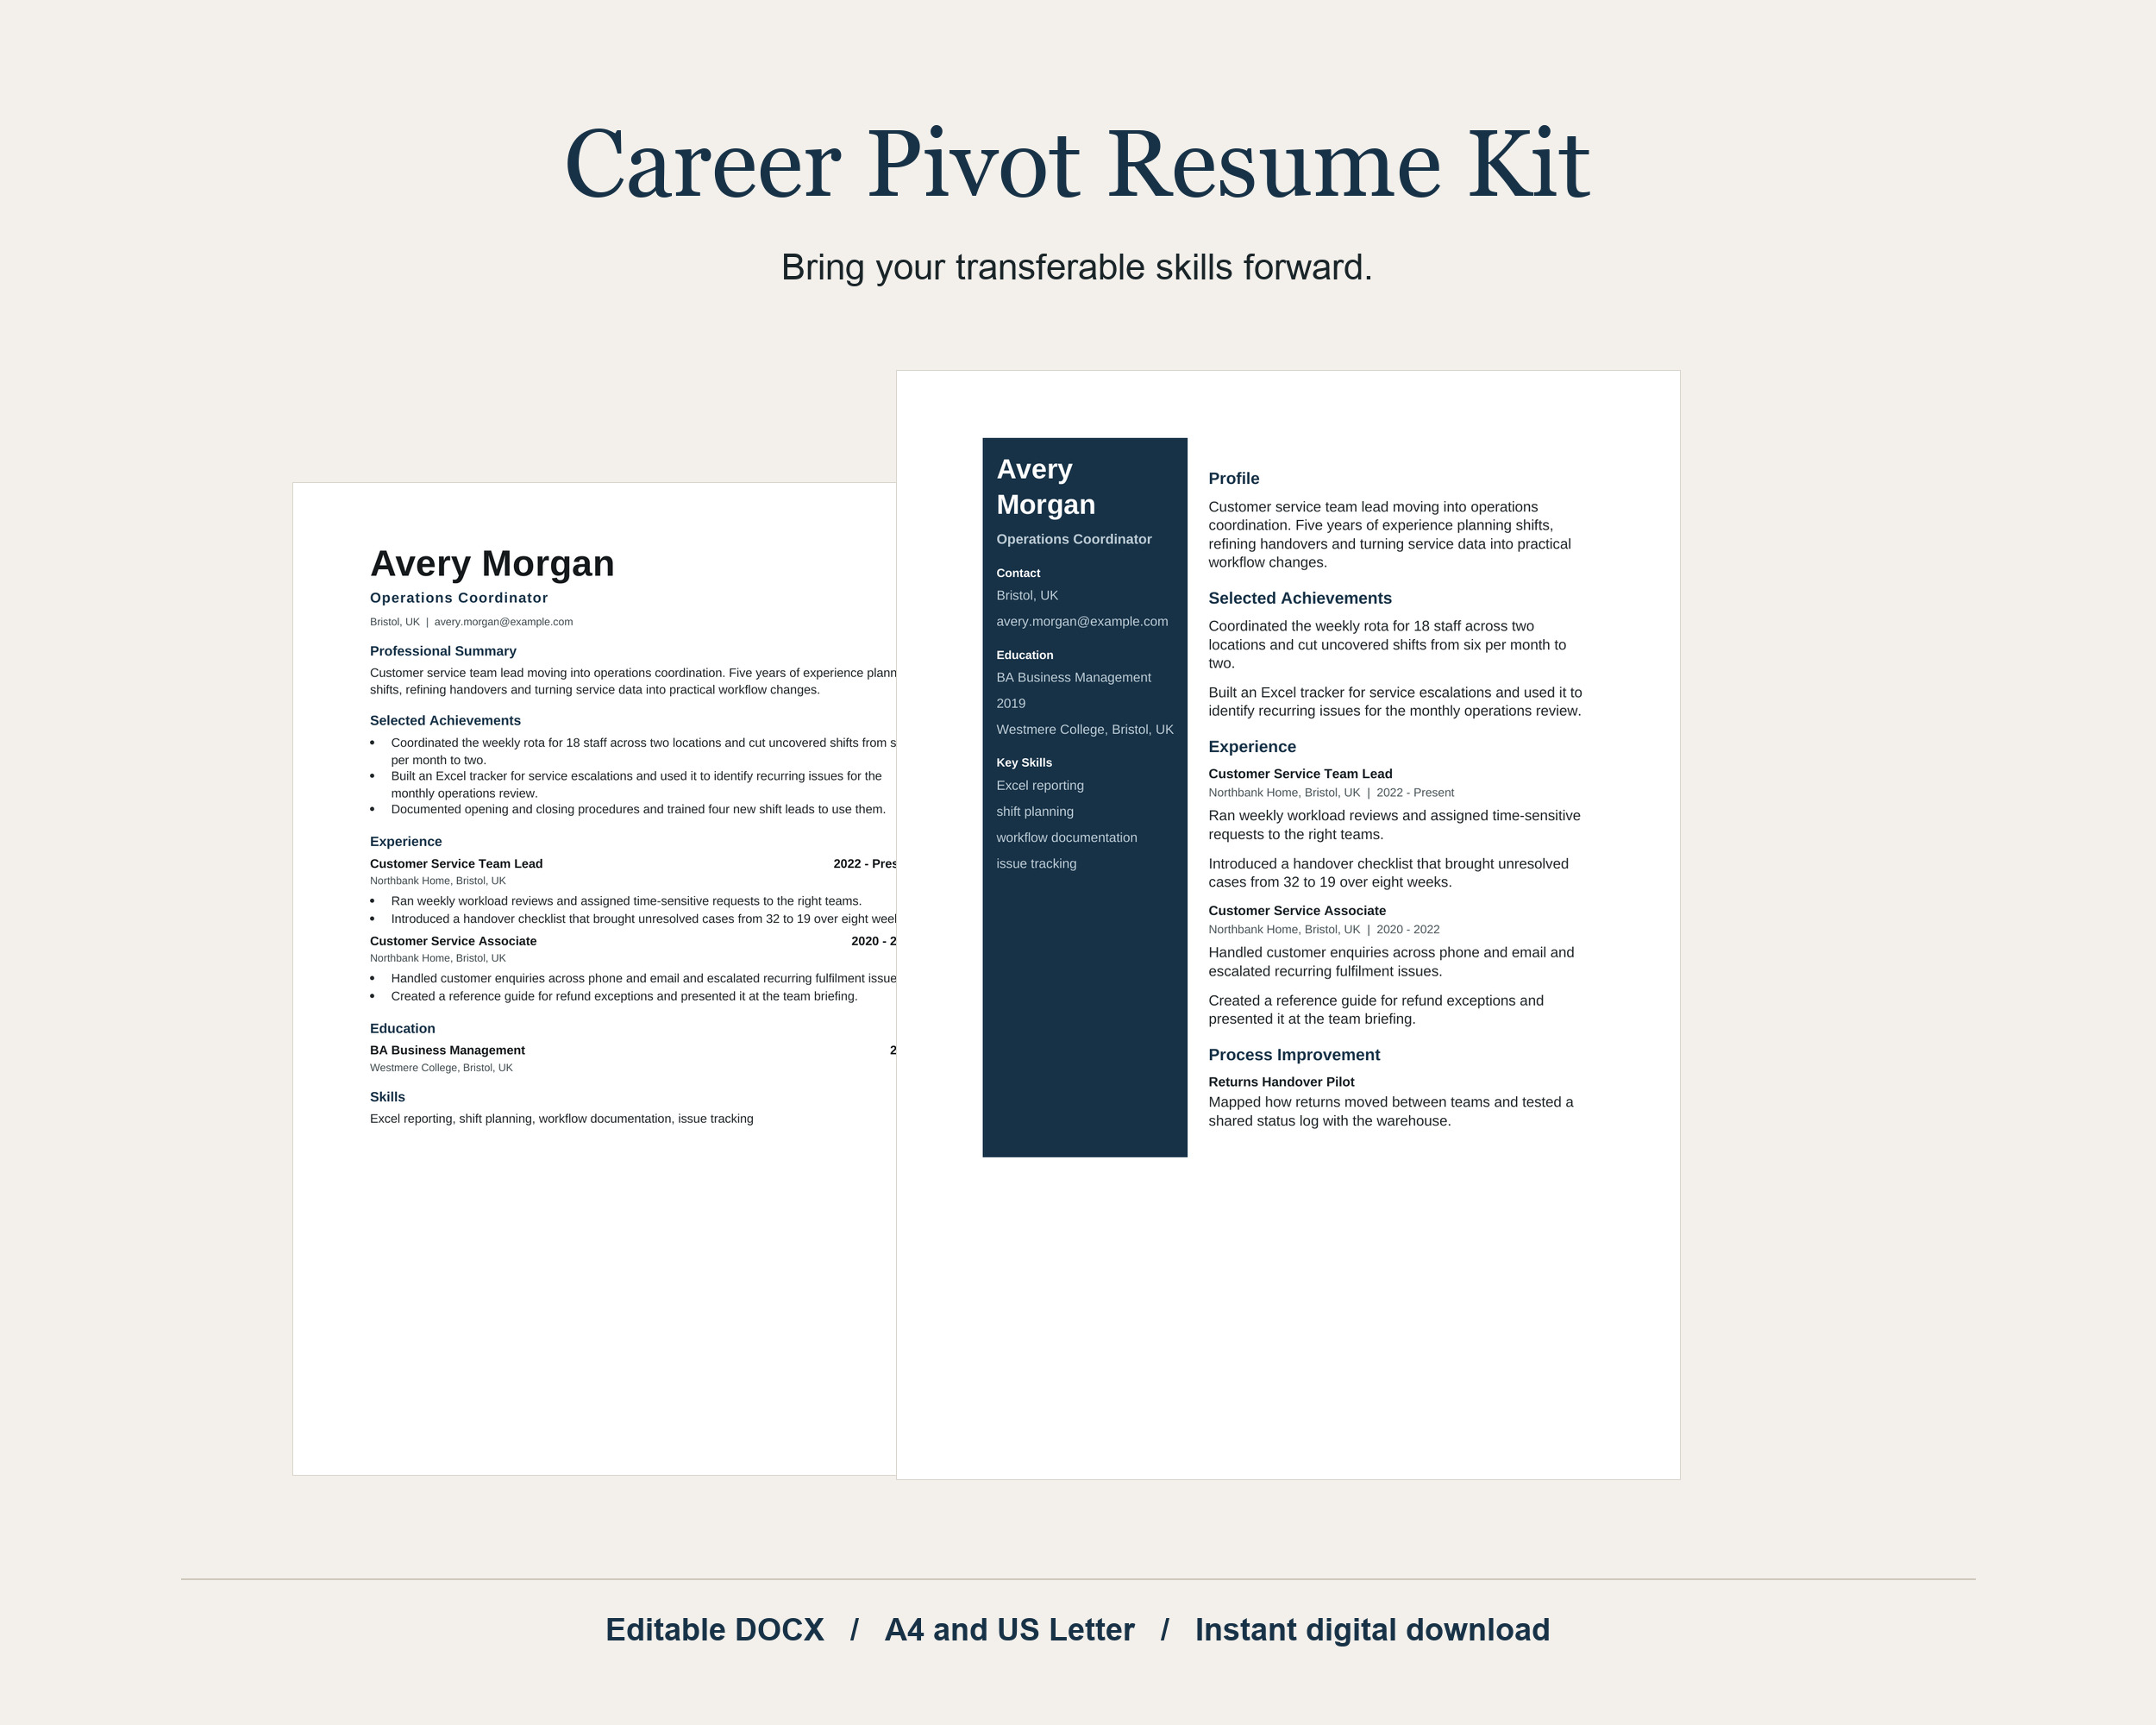 Career Pivot Resume Kit
Bring your transferable skills forward.
Avery Morgan
Operations Coordinator
Bristol, UK | avery.morgan@example.com
Professional Summary
Customer service team lead moving into operations coordination. Five years of experience
shifts, refining handovers and turning service data into practical workflow changes.
Selected Achievements
• Coordinated the weekly rota for 18 staff across two locations and cut uncovered shifts from
per month to two.
• Built an Excel tracker for service escalations and used it to identify recurring issues for the
monthly operations review.
• Documented opening and closing procedures and trained four new shift leads to use them.
Experience
Customer Service Team Lead 2022 -
Northbank Home, Bristol, UK
• Ran weekly workload reviews and assigned time-sensitive requests to the right teams.
• Introduced a handover checklist that brought unresolved cases from 32 to 19 over eight
Customer Service Associate 2020 -
Northbank Home, Bristol, UK
• Handled customer enquiries across phone and email and escalated recurring fulfilment
• Created a reference guide for refund exceptions and presented it at the team briefing.
Education
BA Business Management
Westmere College, Bristol, UK
Skills
Excel reporting, shift planning, workflow documentation, issue tracking
Avery
Morgan
Operations Coordinator
Contact
Bristol, UK
avery.morgan@example.com
Education
BA Business Management
2019
Westmere College, Bristol, UK
Key Skills
Excel reporting
shift planning
workflow documentation
issue tracking
Profile
Customer service team lead moving into operations
coordination. Five years of experience planning shifts,
refining handovers and turning service data into practical
workflow changes.
Selected Achievements
Coordinated the weekly rota for 18 staff across two
locations and cut uncovered shifts from six per month to
two.
Built an Excel tracker for service escalations and used it to
identify recurring issues for the monthly operations review.
Experience
Customer Service Team Lead
Northbank Home, Bristol, UK | 2022 - Present
Ran weekly workload reviews and assigned time-sensitive
requests to the right teams.
Introduced a handover checklist that brought unresolved
cases from 32 to 19 over eight weeks.
Customer Service Associate
Northbank Home, Bristol, UK | 2020 - 2022
Handled customer enquiries across phone and email and
escalated recurring fulfilment issues.
Created a reference guide for refund exceptions and
presented it at the team briefing.
Process Improvement
Returns Handover Pilot
Mapped how returns moved between teams and tested a
shared status log with the warehouse.
Editable DOCX / A4 and US Letter / Instant digital download